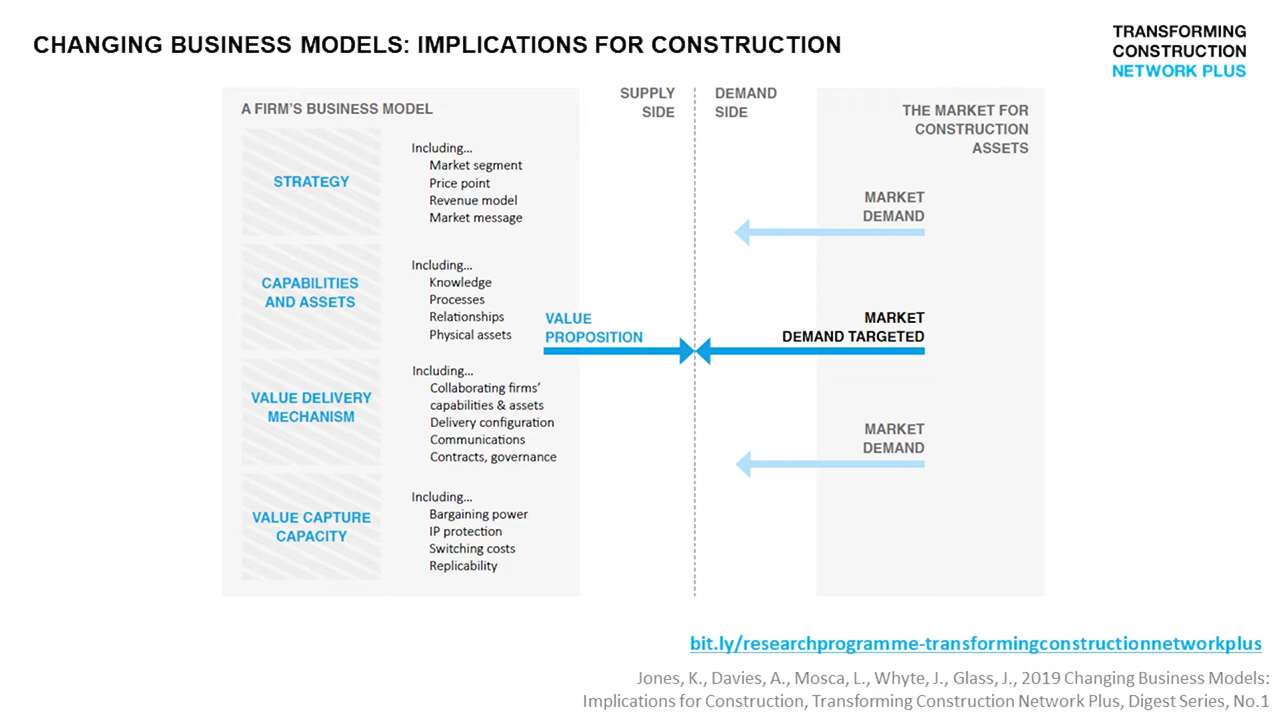 CHANGING BUSINESS MODELS: IMPLICATIONS FOR CONSTRUCTION
TRANSFORMING
CONSTRUCTION
NETWORK PLUS
A FIRM'S BUSINESS MODEL
STRATEGY
Including...
Market segment
Price point
Revenue model
Market message
CAPABILITIES
AND ASSETS
Including...
Knowledge
Processes
Relationships
Physical assets
VALUE DELIVERY
MECHANISM
Including...
Collaborating firms'
capabilities & assets
Delivery configuration
Communications
Contracts, governance
VALUE CAPTURE
CAPACITY
Including...
Bargaining power
IP protection
Switching costs
Replicability
VALUE
PROPOSITION
SUPPLY
SIDE
DEMAND
SIDE
THE MARKET FOR
CONSTRUCTION
ASSETS
MARKET
DEMAND
MARKET
DEMAND TARGETED
MARKET
DEMAND
bit.ly/researchprogramme-transformingconstructionnetworkplus
Jones, K., Davies, A., Mosca, L., Whyte, J., Glass, J., 2019 Changing Business Models:
Implications for Construction, Transforming Construction Network Plus, Digest Series, No.1